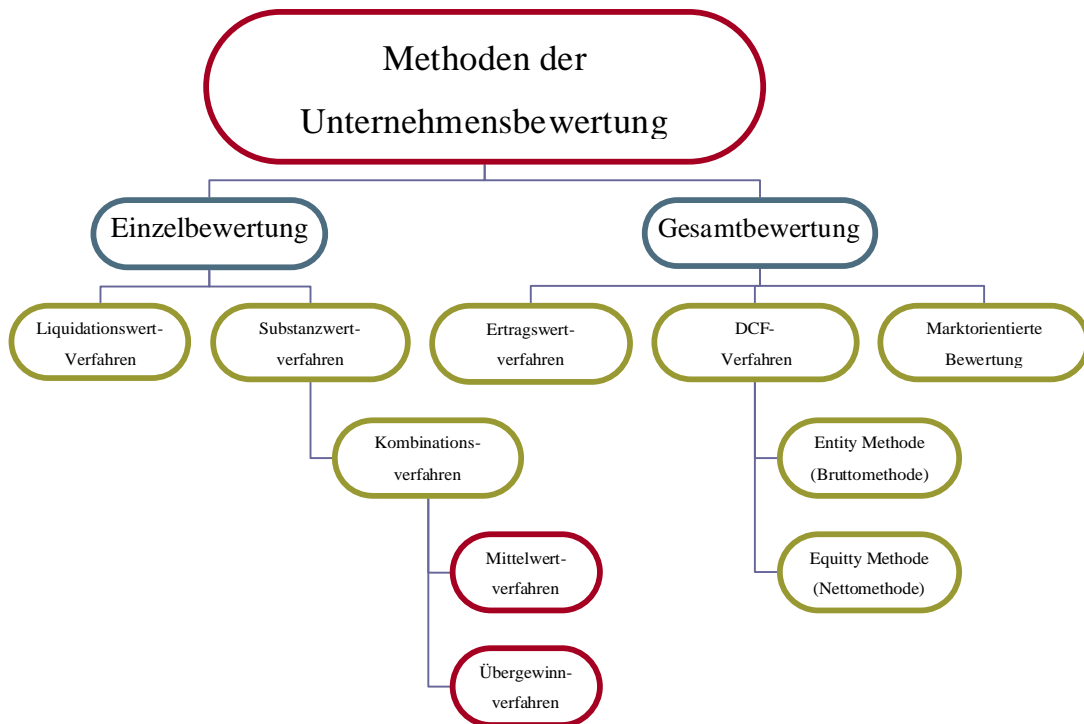 Methoden der
Unternehmensbewertung
Einzelbewertung
Gesamtbewertung
Liquidationswert-
Verfahren
Substanzwert-
verfahren
Ertragswert-
verfahren
DCF-
Verfahren
Marktorientierte
Bewertung
Kombinations-
verfahren
Entity Methode
(Bruttomethode)
Mittelwert-
verfahren
Equitty Methode
(Nettomethode)
Übergewinn-
verfahren